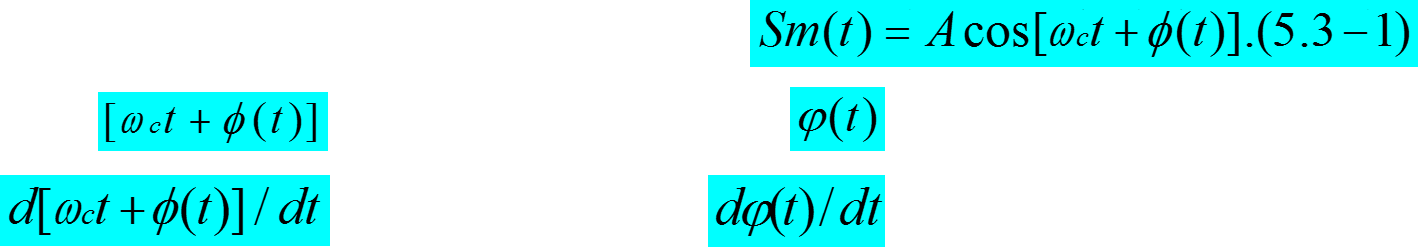 Sm(t) = A cos[ωct + ϕ(t)].(5.3−1)
[ωct + ϕ(t)] φ(t)
d[ωct + ϕ(t)] / dt dφ(t)/ dt